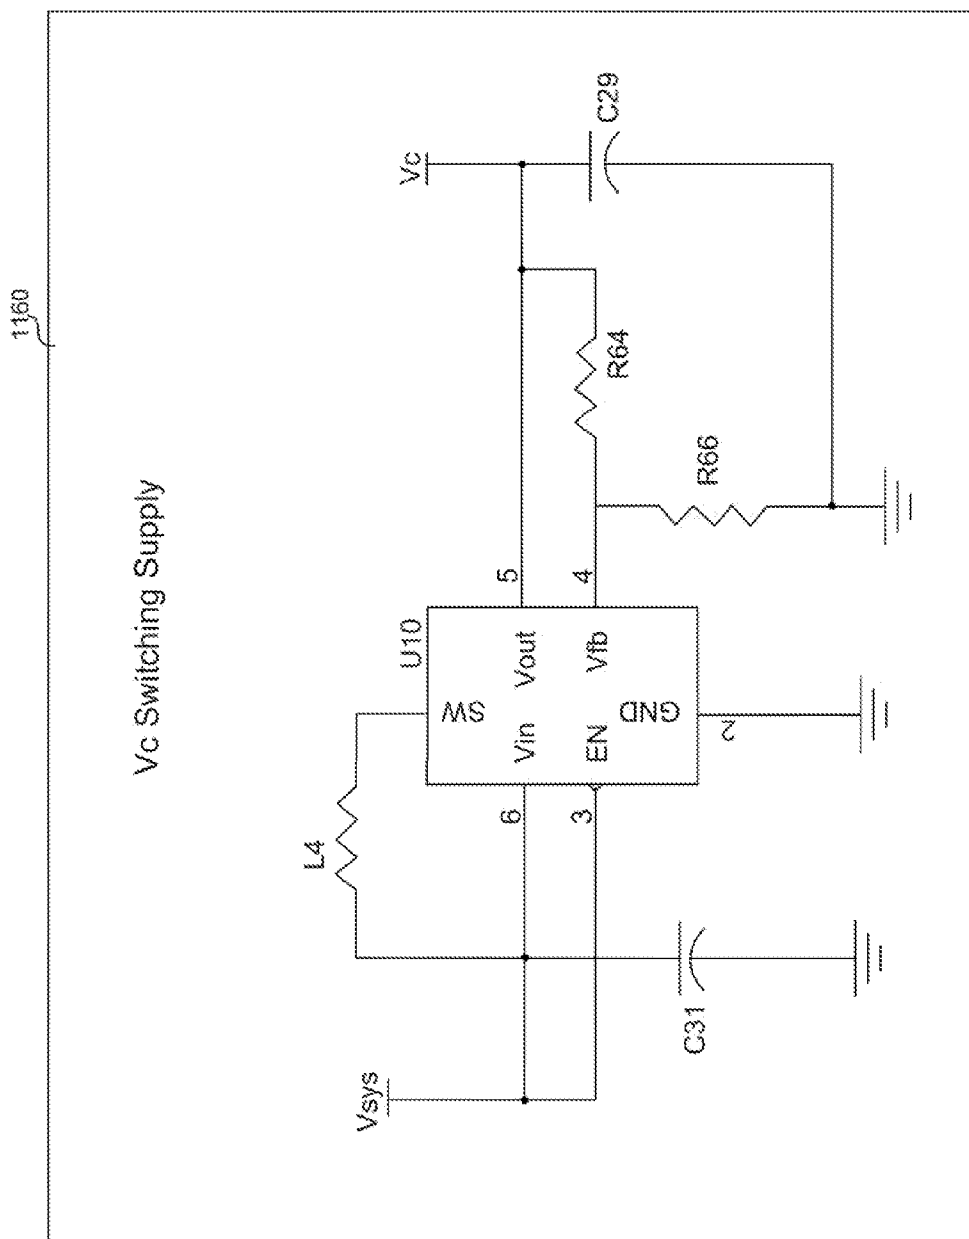 1160
Vc Switching Supply
Vsys
Vc
L4
U10
SW
Vin
Vout
EN
Vfb
GND
6
5
3
4
2
R64
R66
C29
C31